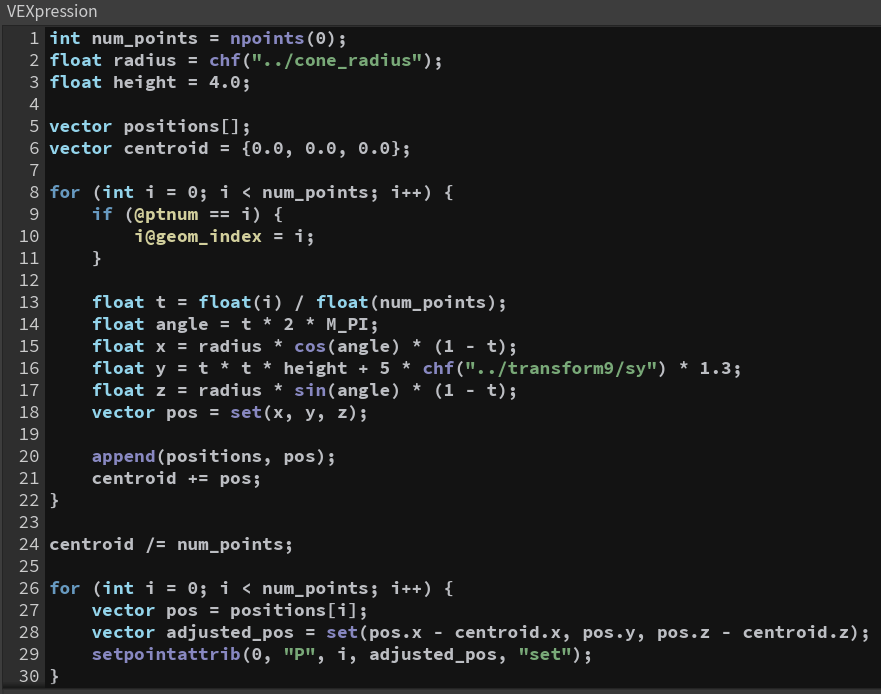 VEXpression
1 int num_points = npoints(0);
2 float radius = chf("../cone_radius");
3 float height = 4.0;
4
5 vector positions[];
6 vector centroid = {0.0, 0.0, 0.0};
7
8 for (int i = 0; i < num_points; i++) {
9     if (@ptnum == i) {
10         i@geom_index = i;
11     }
12
13     float t = float(i) / float(num_points);
14     float angle = t * 2 * M_PI;
15     float x = radius * cos(angle) * (1 - t);
16     float y = t * t * height + 5 * chf("../transform9/sy") * 1.3;
17     float z = radius * sin(angle) * (1 - t);
18     vector pos = set(x, y, z);
19
20     append(positions, pos);
21     centroid += pos;
22 }
23
24 centroid /= num_points;
25
26 for (int i = 0; i < num_points; i++) {
27     vector pos = positions[i];
28     vector adjusted_pos = set(pos.x - centroid.x, pos.y, pos.z - centroid.z);
29     setpointattrib(0, "P", i, adjusted_pos, "set");
30 }